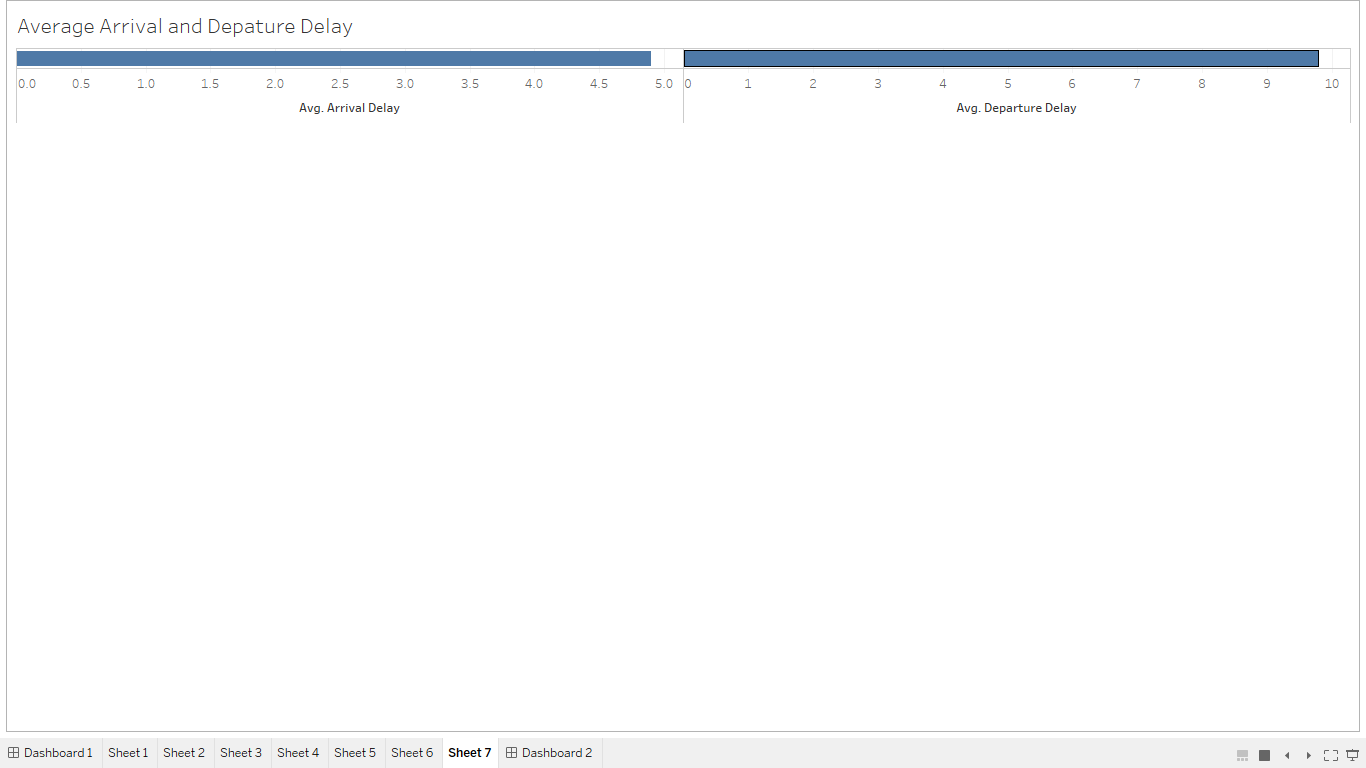 Average Arrival and Depature Delay
0.0 0.5 1.0 1.5 2.0 2.5 3.0 3.5 4.0 4.5 5.0 0 1 2 3 4 5 6 7 8 9 10
Avg. Arrival Delay Avg. Departure Delay
Dashboard 1 Sheet 1 Sheet 2 Sheet 3 Sheet 4 Sheet 5 Sheet 6 Sheet 7 Dashboard 2